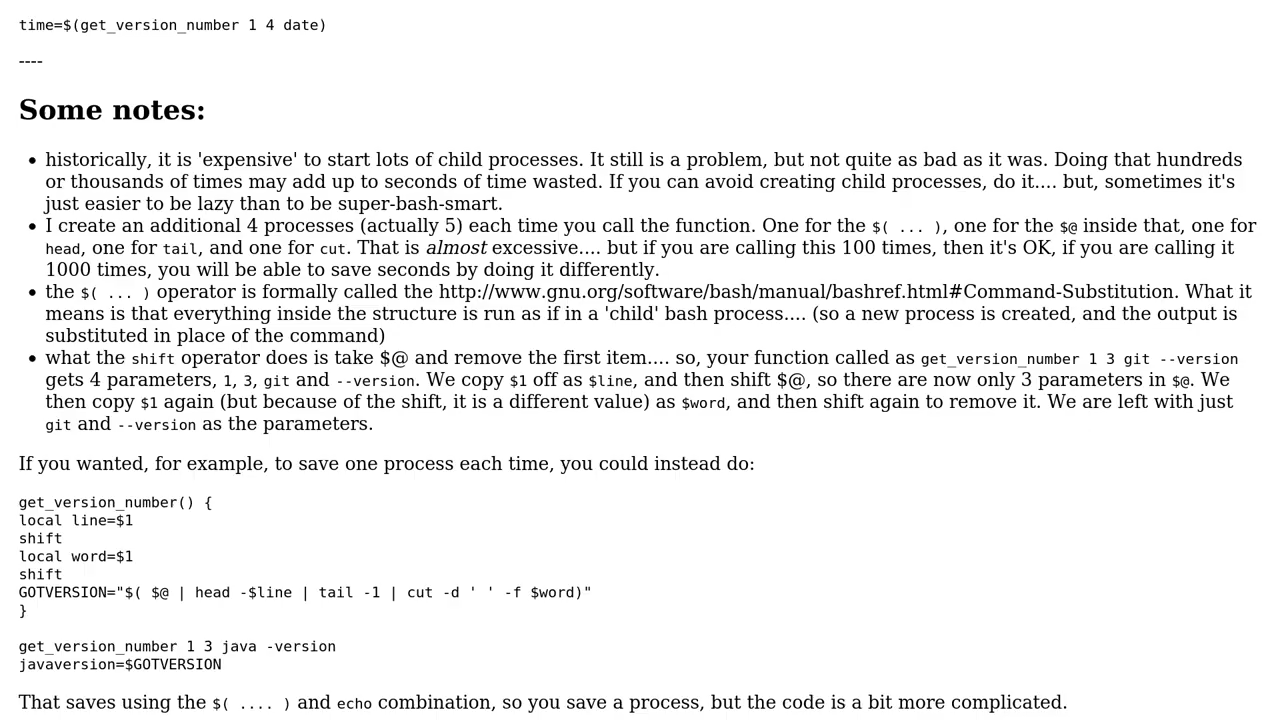 time=$(get_version_number 1 4 date)
----
Some notes:
• historically, it is 'expensive' to start lots of child processes. It still is a problem, but not quite as bad as it was. Doing that hundreds
or thousands of times may add up to seconds of time wasted. If you can avoid creating child processes, do it.... but, sometimes it's
just easier to be lazy than to be super-bash-smart.
• I create an additional 4 processes (actually 5) each time you call the function. One for the $( ... ), one for the $@ inside that, one for
head, one for tail, and one for cut. That is almost excessive.... but if you are calling this 100 times, then it's OK, if you are calling it
1000 times, you will be able to save seconds by doing it differently.
• the $( ... ) operator is formally called the http://www.gnu.org/software/bash/manual/bashref.html#Command-Substitution. What it
means is that everything inside the structure is run as if in a 'child' bash process.... (so a new process is created, and the output is
substituted in place of the command)
• what the shift operator does is take $@ and remove the first item.... so, your function called as get_version_number 1 3 git --version
gets 4 parameters, 1, 3, git and --version. We copy $1 off as $line, and then shift $@, so there are now only 3 parameters in $@. We
then copy $1 again (but because of the shift, it is a different value) as $word, and then shift again to remove it. We are left with just
git and --version as the parameters.
If you wanted, for example, to save one process each time, you could instead do:
get_version_number() {
local line=$1
shift
local word=$1
shift
GOTVERSION="$( $@ | head -$line | tail -1 | cut -d ' ' -f $word)"
}
get_version_number 1 3 java -version
javaversion=$GOTVERSION
That saves using the $( .... ) and echo combination, so you save a process, but the code is a bit more complicated.